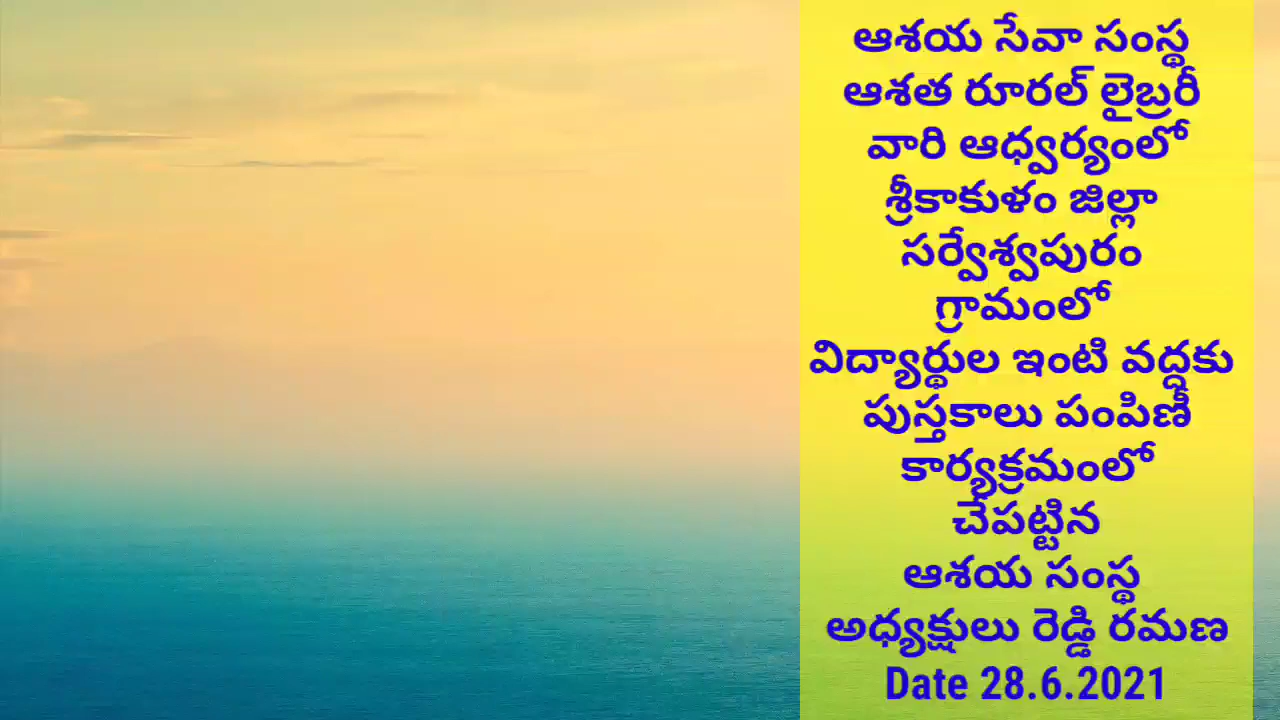 ఆశయ సేవా సంస్థ
ఆశత రూరల్ లైబ్రరీ
వారి ఆధ్వర్యంలో
శ్రీకాకుళం జిల్లా
సర్వేశ్వపురం
గ్రామంలో
విద్యార్థుల ఇంటి వద్దకు
పుస్తకాలు పంపిణీ
కార్యక్రమంలో
చేపట్టిన
ఆశయ సంస్థ
అధ్యక్షులు రెడ్డి రమణ
Date 28.6.2021